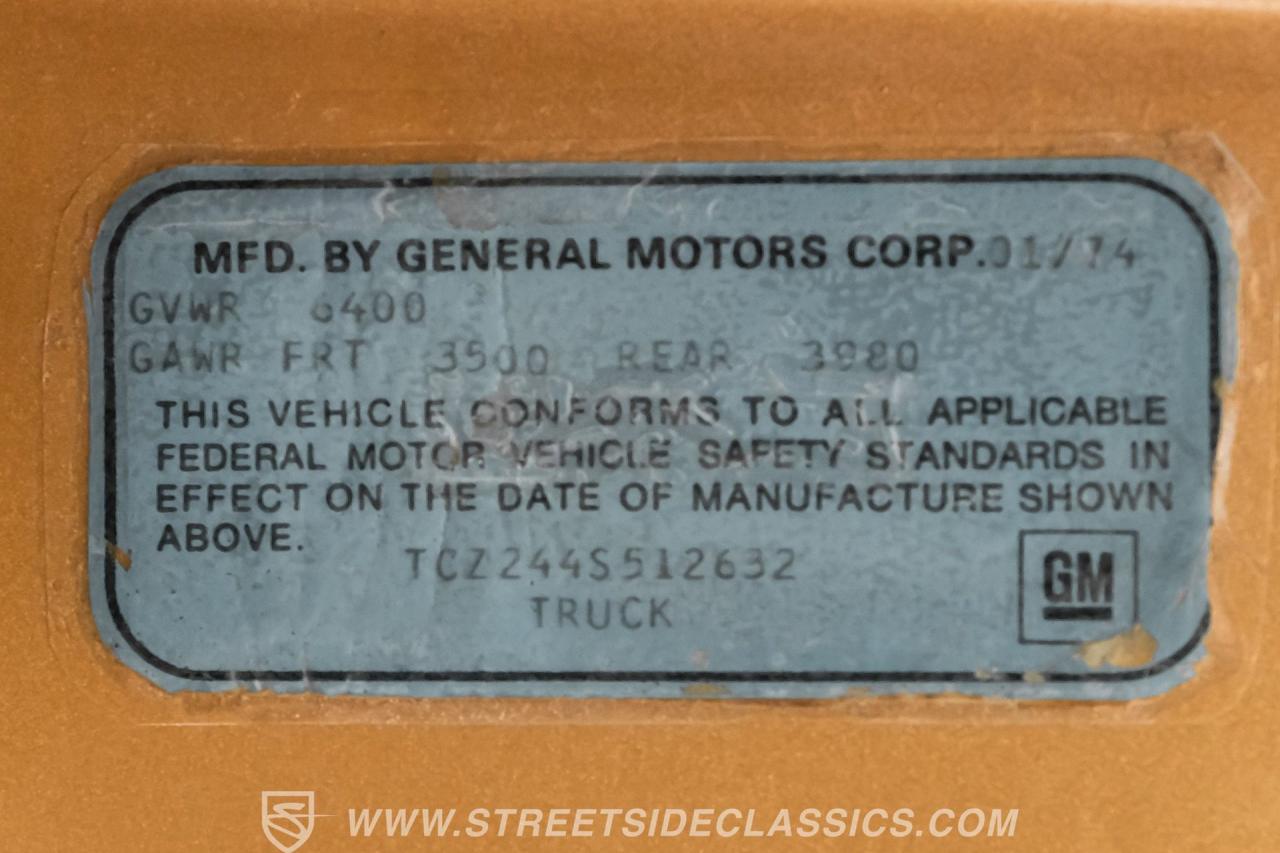 MFD. BY GENERAL MOTORS CORP. 01/74
GVWR 6400
GAWR FRT 3500 REAR 3980
THIS VEHICLE CONFORMS TO ALL APPLICABLE
FEDERAL MOTOR VEHICLE SAFETY STANDARDS IN
EFFECT ON THE DATE OF MANUFACTURE SHOWN
ABOVE.
TCZ244S512632
TRUCK
GM
WWW.STREETSIDECLASSICS.COM